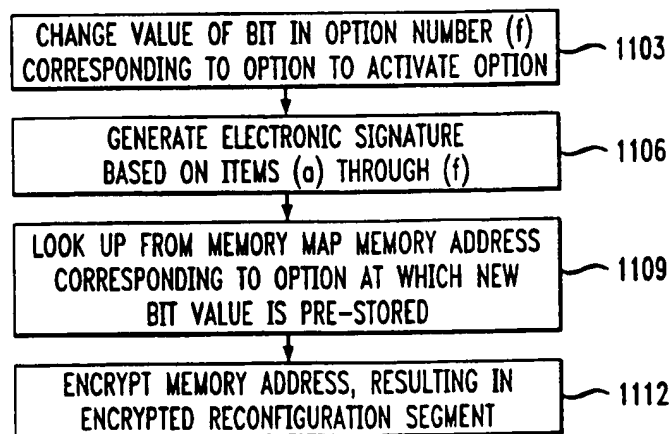 CHANGE VALUE OF BIT IN OPTION NUMBER (f)
CORRESPONDING TO OPTION TO ACTIVATE OPTION
1103
GENERATE ELECTRONIC SIGNATURE
BASED ON ITEMS (a) THROUGH (f)
1106
LOOK UP FROM MEMORY MAP MEMORY ADDRESS
CORRESPONDING TO OPTION AT WHICH NEW
BIT VALUE IS PRE-STORED
1109
ENCRYPT MEMORY ADDRESS, RESULTING IN
ENCRYPTED RECONFIGURATION SEGMENT
1112